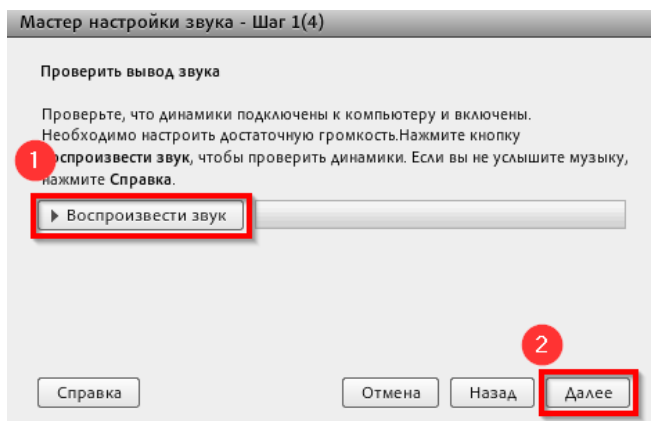 Мастер настройки звука - Шаг 1(4)
Проверить вывод звука
Проверьте, что динамики подключены к компьютеру и включены.
Необходимо настроить достаточную громкость.Нажмите кнопку
1
оспроизвести звук, чтобы проверить динамики. Если вы не услышите музыку,
нажмите Справка.
Воспроизвести звук
2
Справка Отмена Назад Далее